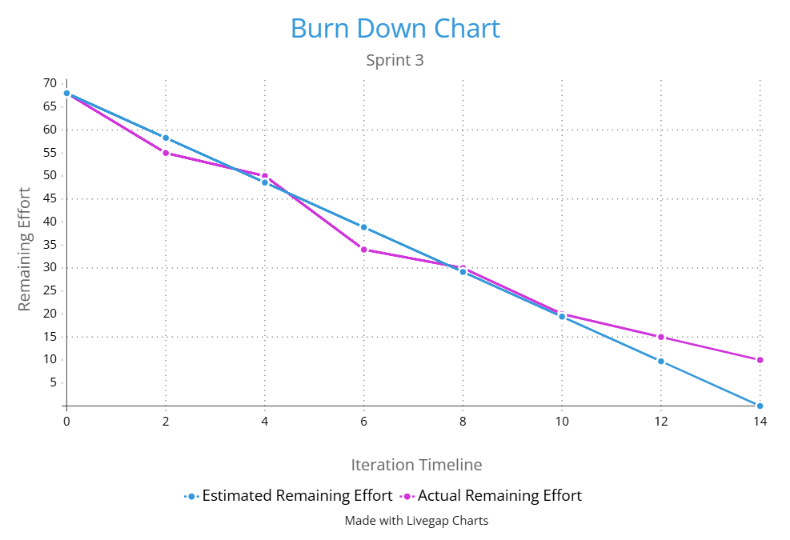 Burn Down Chart
Sprint 3
Remaining Effort
70
65
60
55
50
45
40
35
30
25
20
15
10
5
0 2 4 6 8 10 12 14
Iteration Timeline
Estimated Remaining Effort Actual Remaining Effort
Made with Livegap Charts